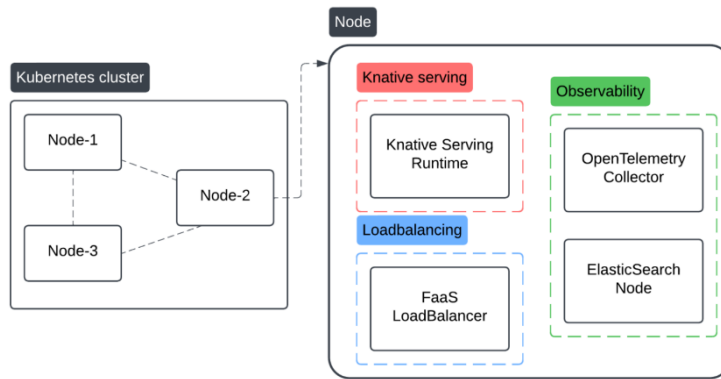 Node
Kubernetes cluster
Node-1
Node-2
Node-3
Knative serving
Knative Serving
Runtime
Loadbalancing
FaaS
LoadBalancer
Observability
OpenTelemetry
Collector
ElasticSearch
Node